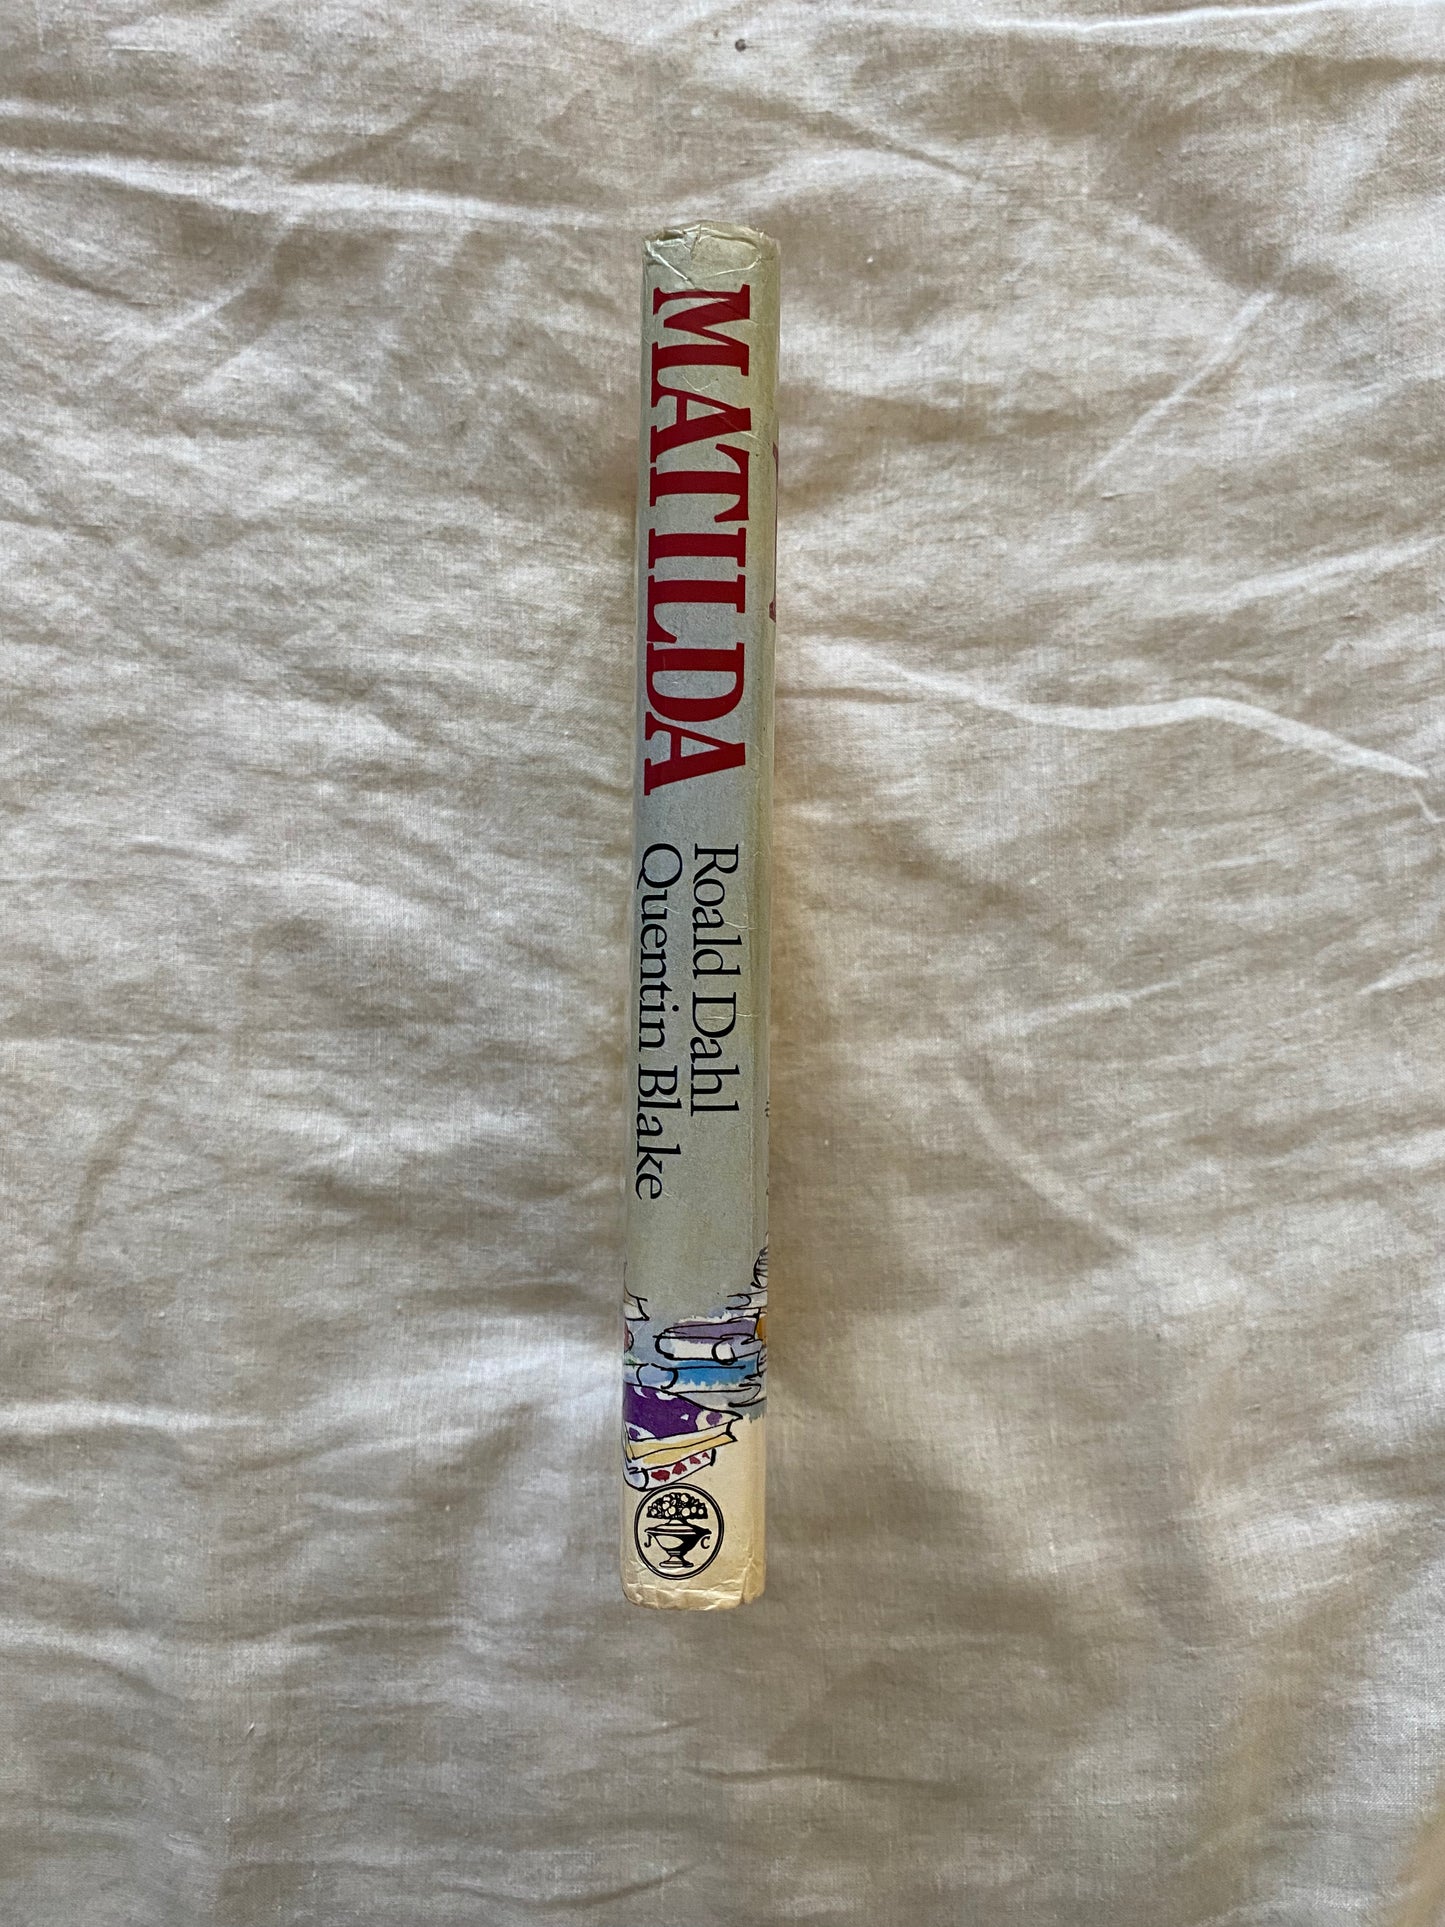 MATILDA
Roald Dahl
Quentin Blake
J C